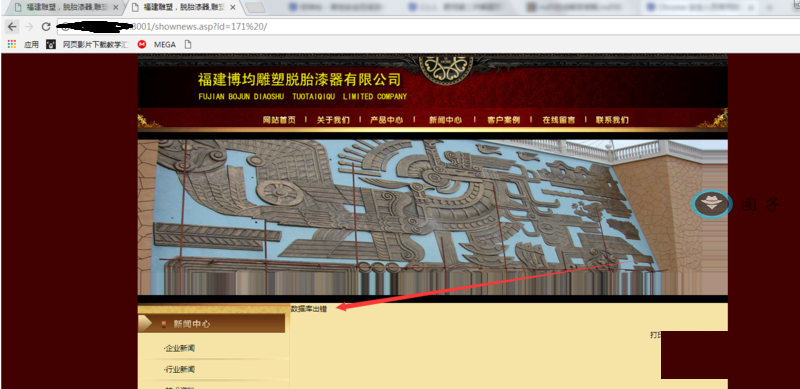 福建雕塑，脱胎漆器,雕塑
福建雕塑，脱胎漆器,雕塑
8001/shownews.asp?id=171%20/
应用 网页影片下载教学汇 MEGA
福建博均雕塑脱胎漆器有限公司
FUJIAN BOJUN DIAOSHU TUOTAIQIQU LIMITED COMPANY
网站首页 | 关于我们 | 产品中心 | 新闻中心 | 客户案例 | 在线留言 | 联系我们
数据库出错
新闻中心
打
·企业新闻
·行业新闻